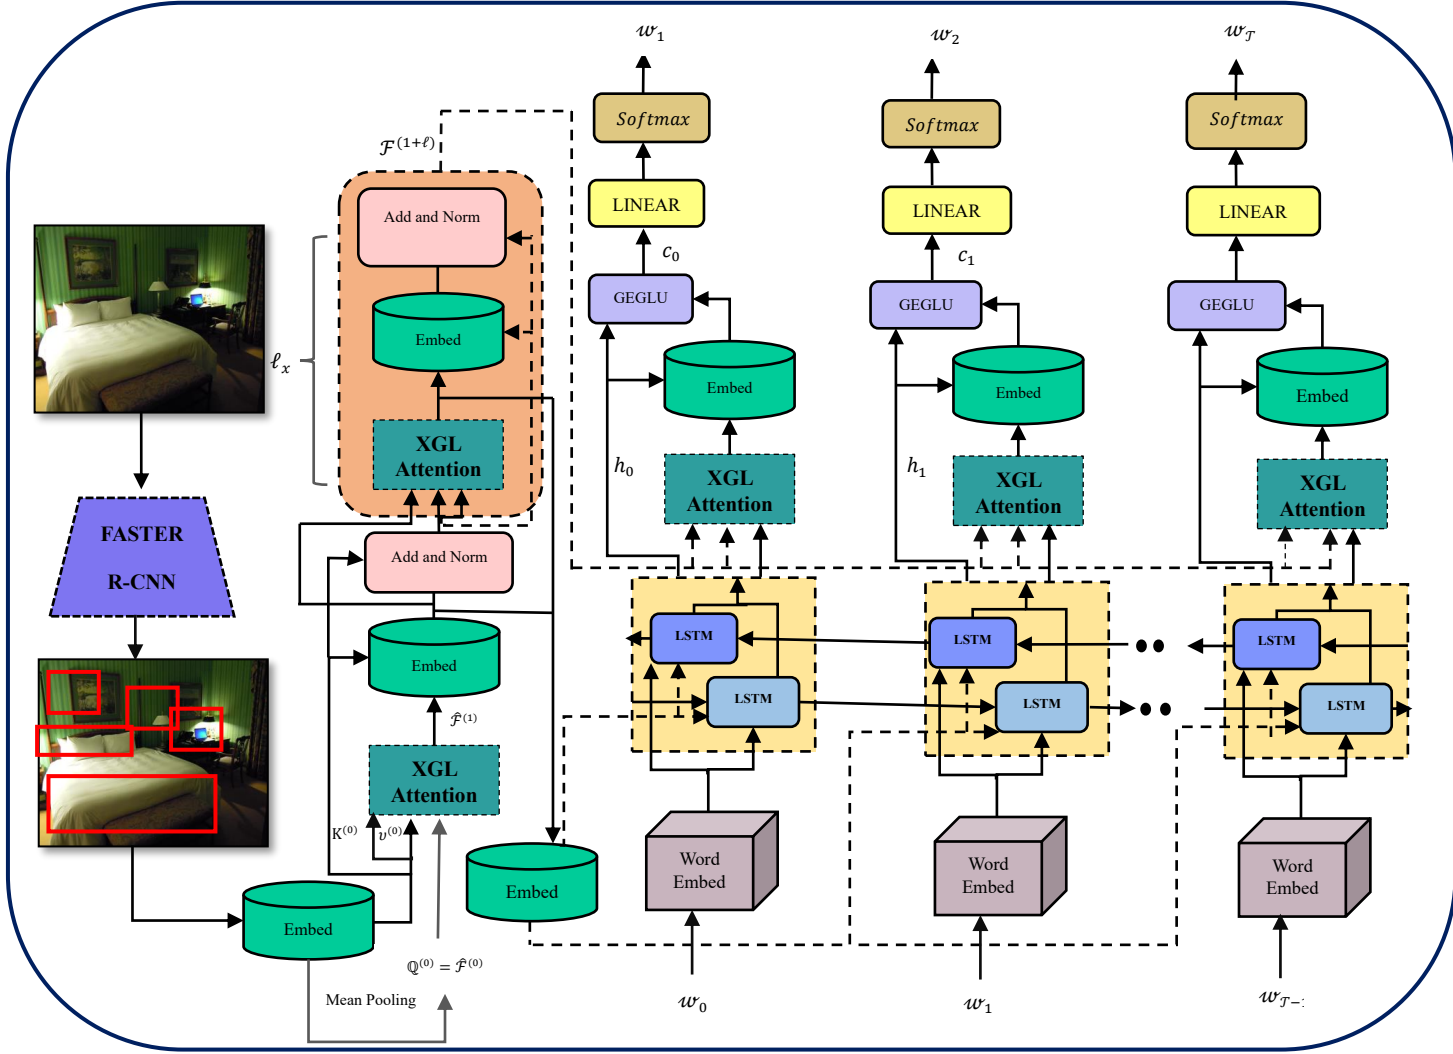 𝓌₁
𝓌₂
𝓌_𝒯
Softmax
Softmax
Softmax
ℱ⁽¹⁺ℓ⁾
LINEAR
LINEAR
LINEAR
Add and Norm
c₀
c₁
GEGLU
GEGLU
GEGLU
Embed
ℓₓ
Embed
Embed
Embed
XGL
Attention
h₀
h₁
XGL
Attention
XGL
Attention
XGL
Attention
FASTER
R-CNN
Add and Norm
LSTM
LSTM
LSTM
Embed
LSTM
LSTM
LSTM
ℱ̂⁽¹⁾
XGL
Attention
K⁽⁰⁾
υ⁽⁰⁾
Word
Embed
Word
Embed
Word
Embed
Embed
Embed
ℚ⁽⁰⁾ = ℱ̂⁽⁰⁾
Mean Pooling
𝓌₀
𝓌₁
𝓌_𝒯−: